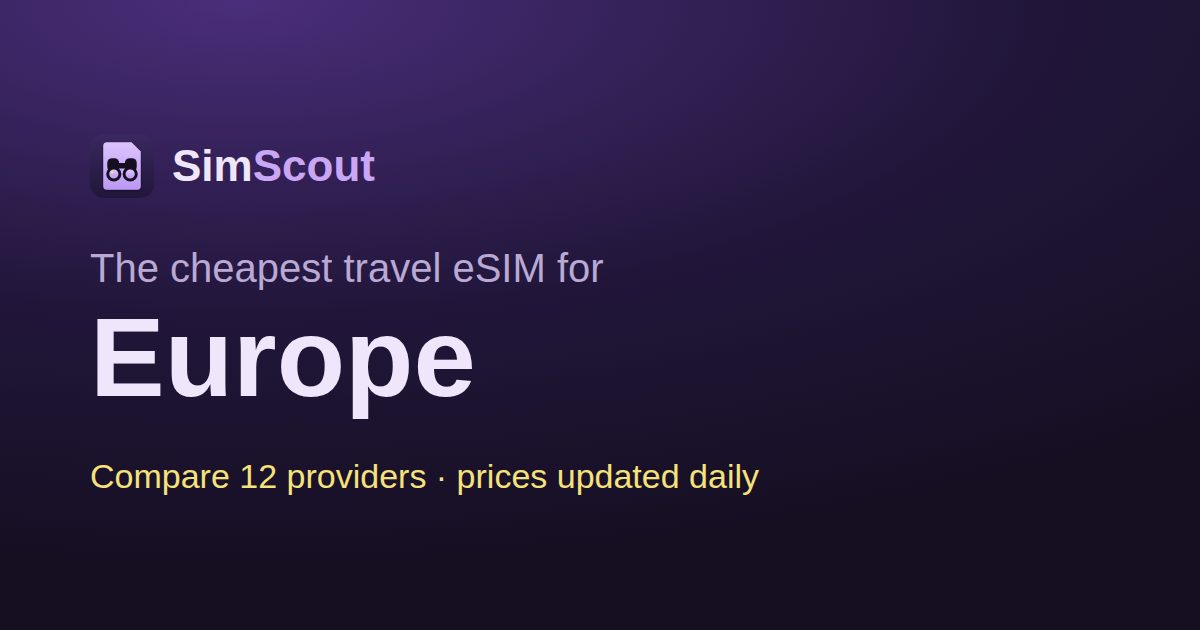 SimScout
The cheapest travel eSIM for
Europe
Compare 12 providers · prices updated daily